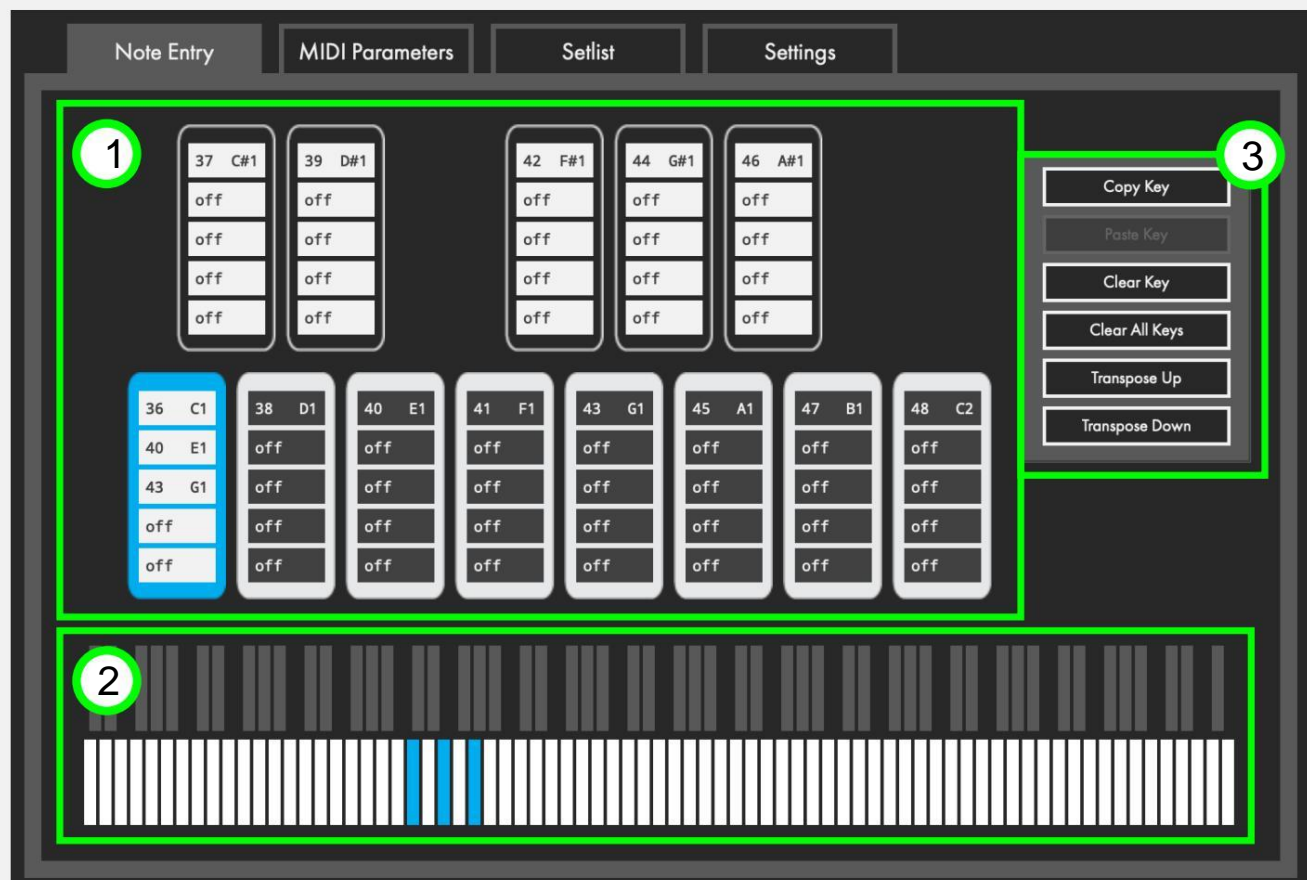 Note Entry
MIDI Parameters
Setlist
Settings
1
37 C#1
off
off
off
off
39 D#1
off
off
off
off
42 F#1
off
off
off
off
44 G#1
off
off
off
off
46 A#1
off
off
off
off
36 C1
40 E1
43 G1
off
off
38 D1
off
off
off
off
40 E1
off
off
off
off
41 F1
off
off
off
off
43 G1
off
off
off
off
45 A1
off
off
off
off
47 B1
off
off
off
off
48 C2
off
off
off
off
3
Copy Key
Paste Key
Clear Key
Clear All Keys
Transpose Up
Transpose Down
2